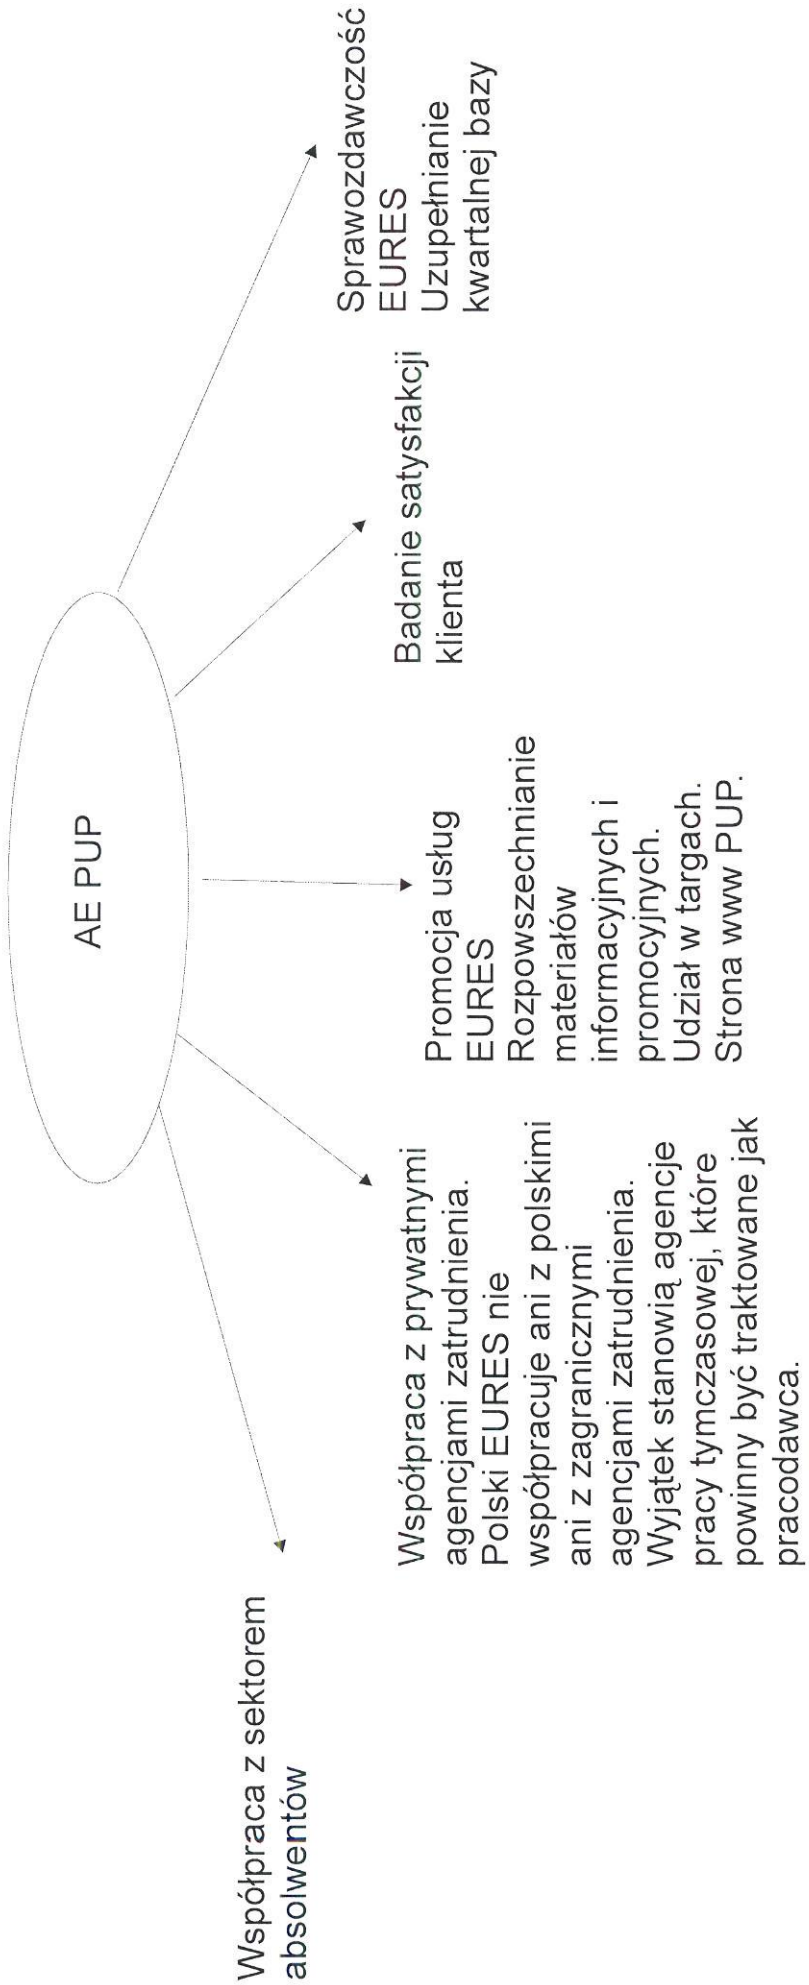 AE PUP
Współpraca z sektorem
absolwentów
Współpraca z prywatnymi
agencjami zatrudnienia.
Polski EURES nie
współpracuje ani z polskimi
ani z zagranicznymi
agencjami zatrudnienia.
Wyjątek stanowią agencje
pracy tymczasowej, które
powinny być traktowane jak
pracodawca.
Promocja usług
EURES
Rozpowszechnianie
materiałów
informacyjnych i
promocyjnych.
Udział w targach.
Strona www PUP.
Badanie satysfakcji
klienta
Sprawozdawczość
EURES
Uzupełnianie
kwartalnej bazy